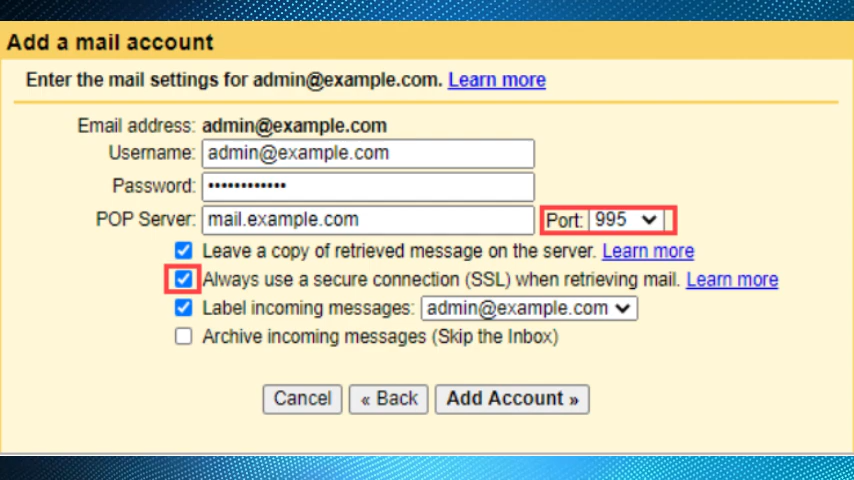 Add a mail account
Enter the mail settings for admin@example.com. Learn more
Email address: admin@example.com
Username: admin@example.com
Password: ••••••••••••
POP Server: mail.example.com Port: 995
Leave a copy of retrieved message on the server. Learn more
Always use a secure connection (SSL) when retrieving mail. Learn more
Label incoming messages: admin@example.com
Archive incoming messages (Skip the Inbox)
Cancel « Back Add Account »